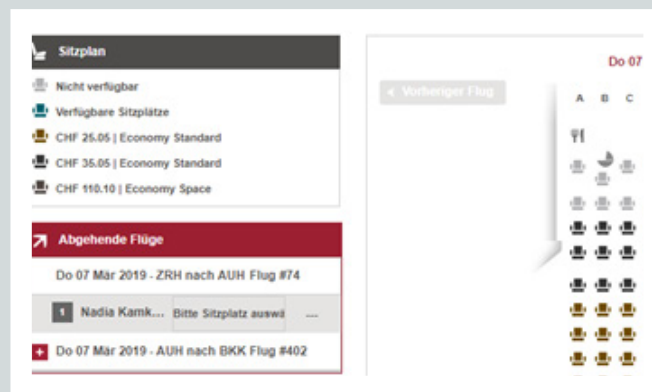 Sitzplan
Nicht verfügbar
Verfügbare Sitzplätze
CHF 25.05 | Economy Standard
CHF 35.05 | Economy Standard
CHF 110.10 | Economy Space
Abgehende Flüge
Do 07 Mär 2019 - ZRH nach AUH Flug #74
1 Nadia Kamk... Bitte Sitzplatz auswä ...
Do 07 Mär 2019 - AUH nach BKK Flug #402
Do 07
Vorheriger Flug
A B C